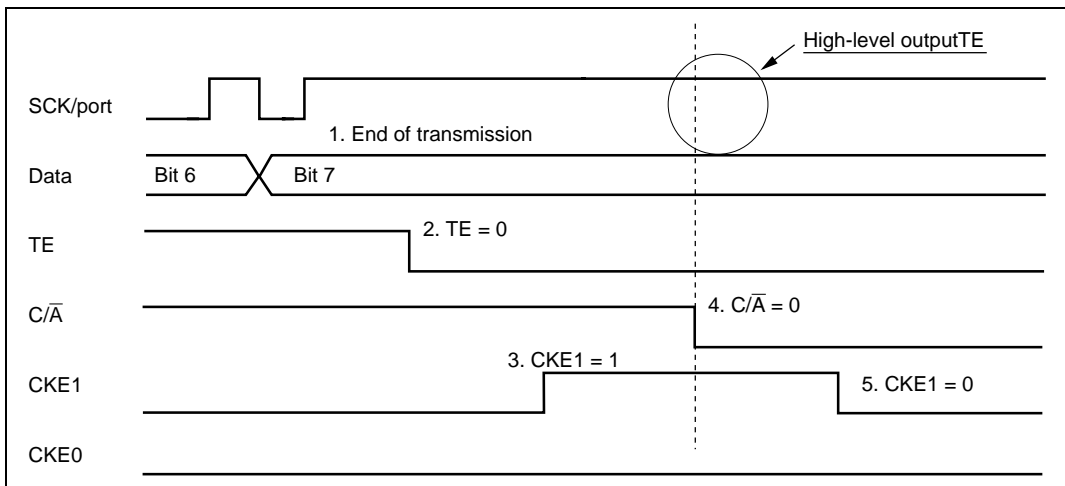 High-level outputTE
SCK/port
1. End of transmission
Data
Bit 6
Bit 7
TE
2. TE = 0
C/A̅
4. C/A̅ = 0
3. CKE1 = 1
CKE1
5. CKE1 = 0
CKE0